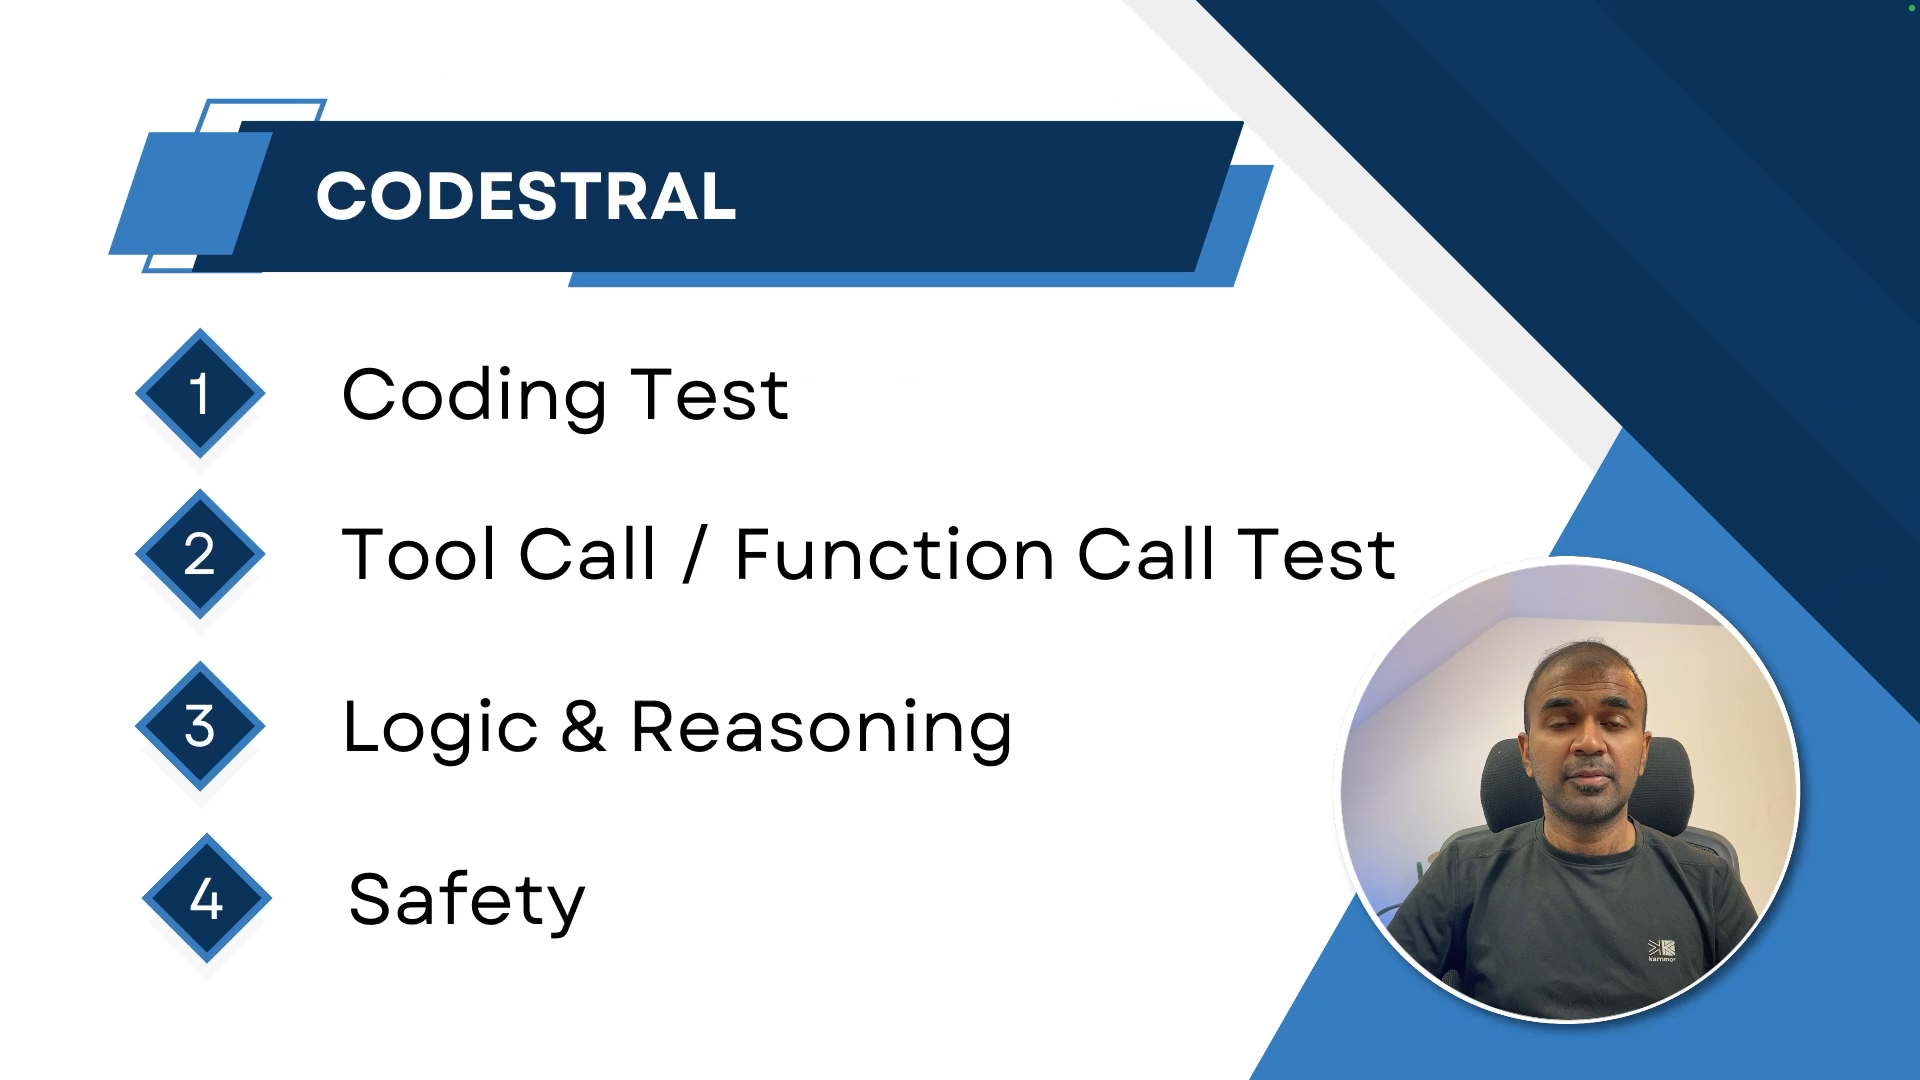 CODESTRAL
1 Coding Test
2 Tool Call / Function Call Test
3 Logic & Reasoning
4 Safety